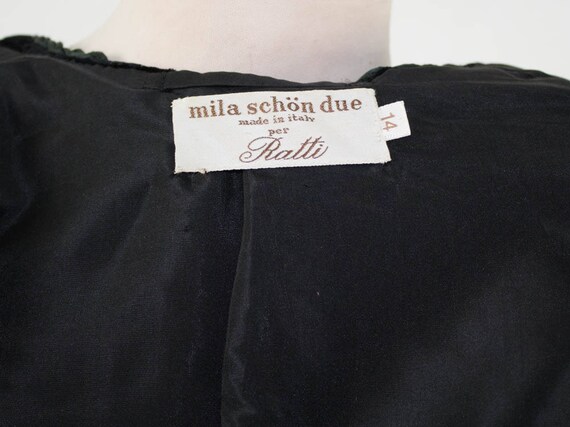 mila schön due
made in italy
per
Ratti
14